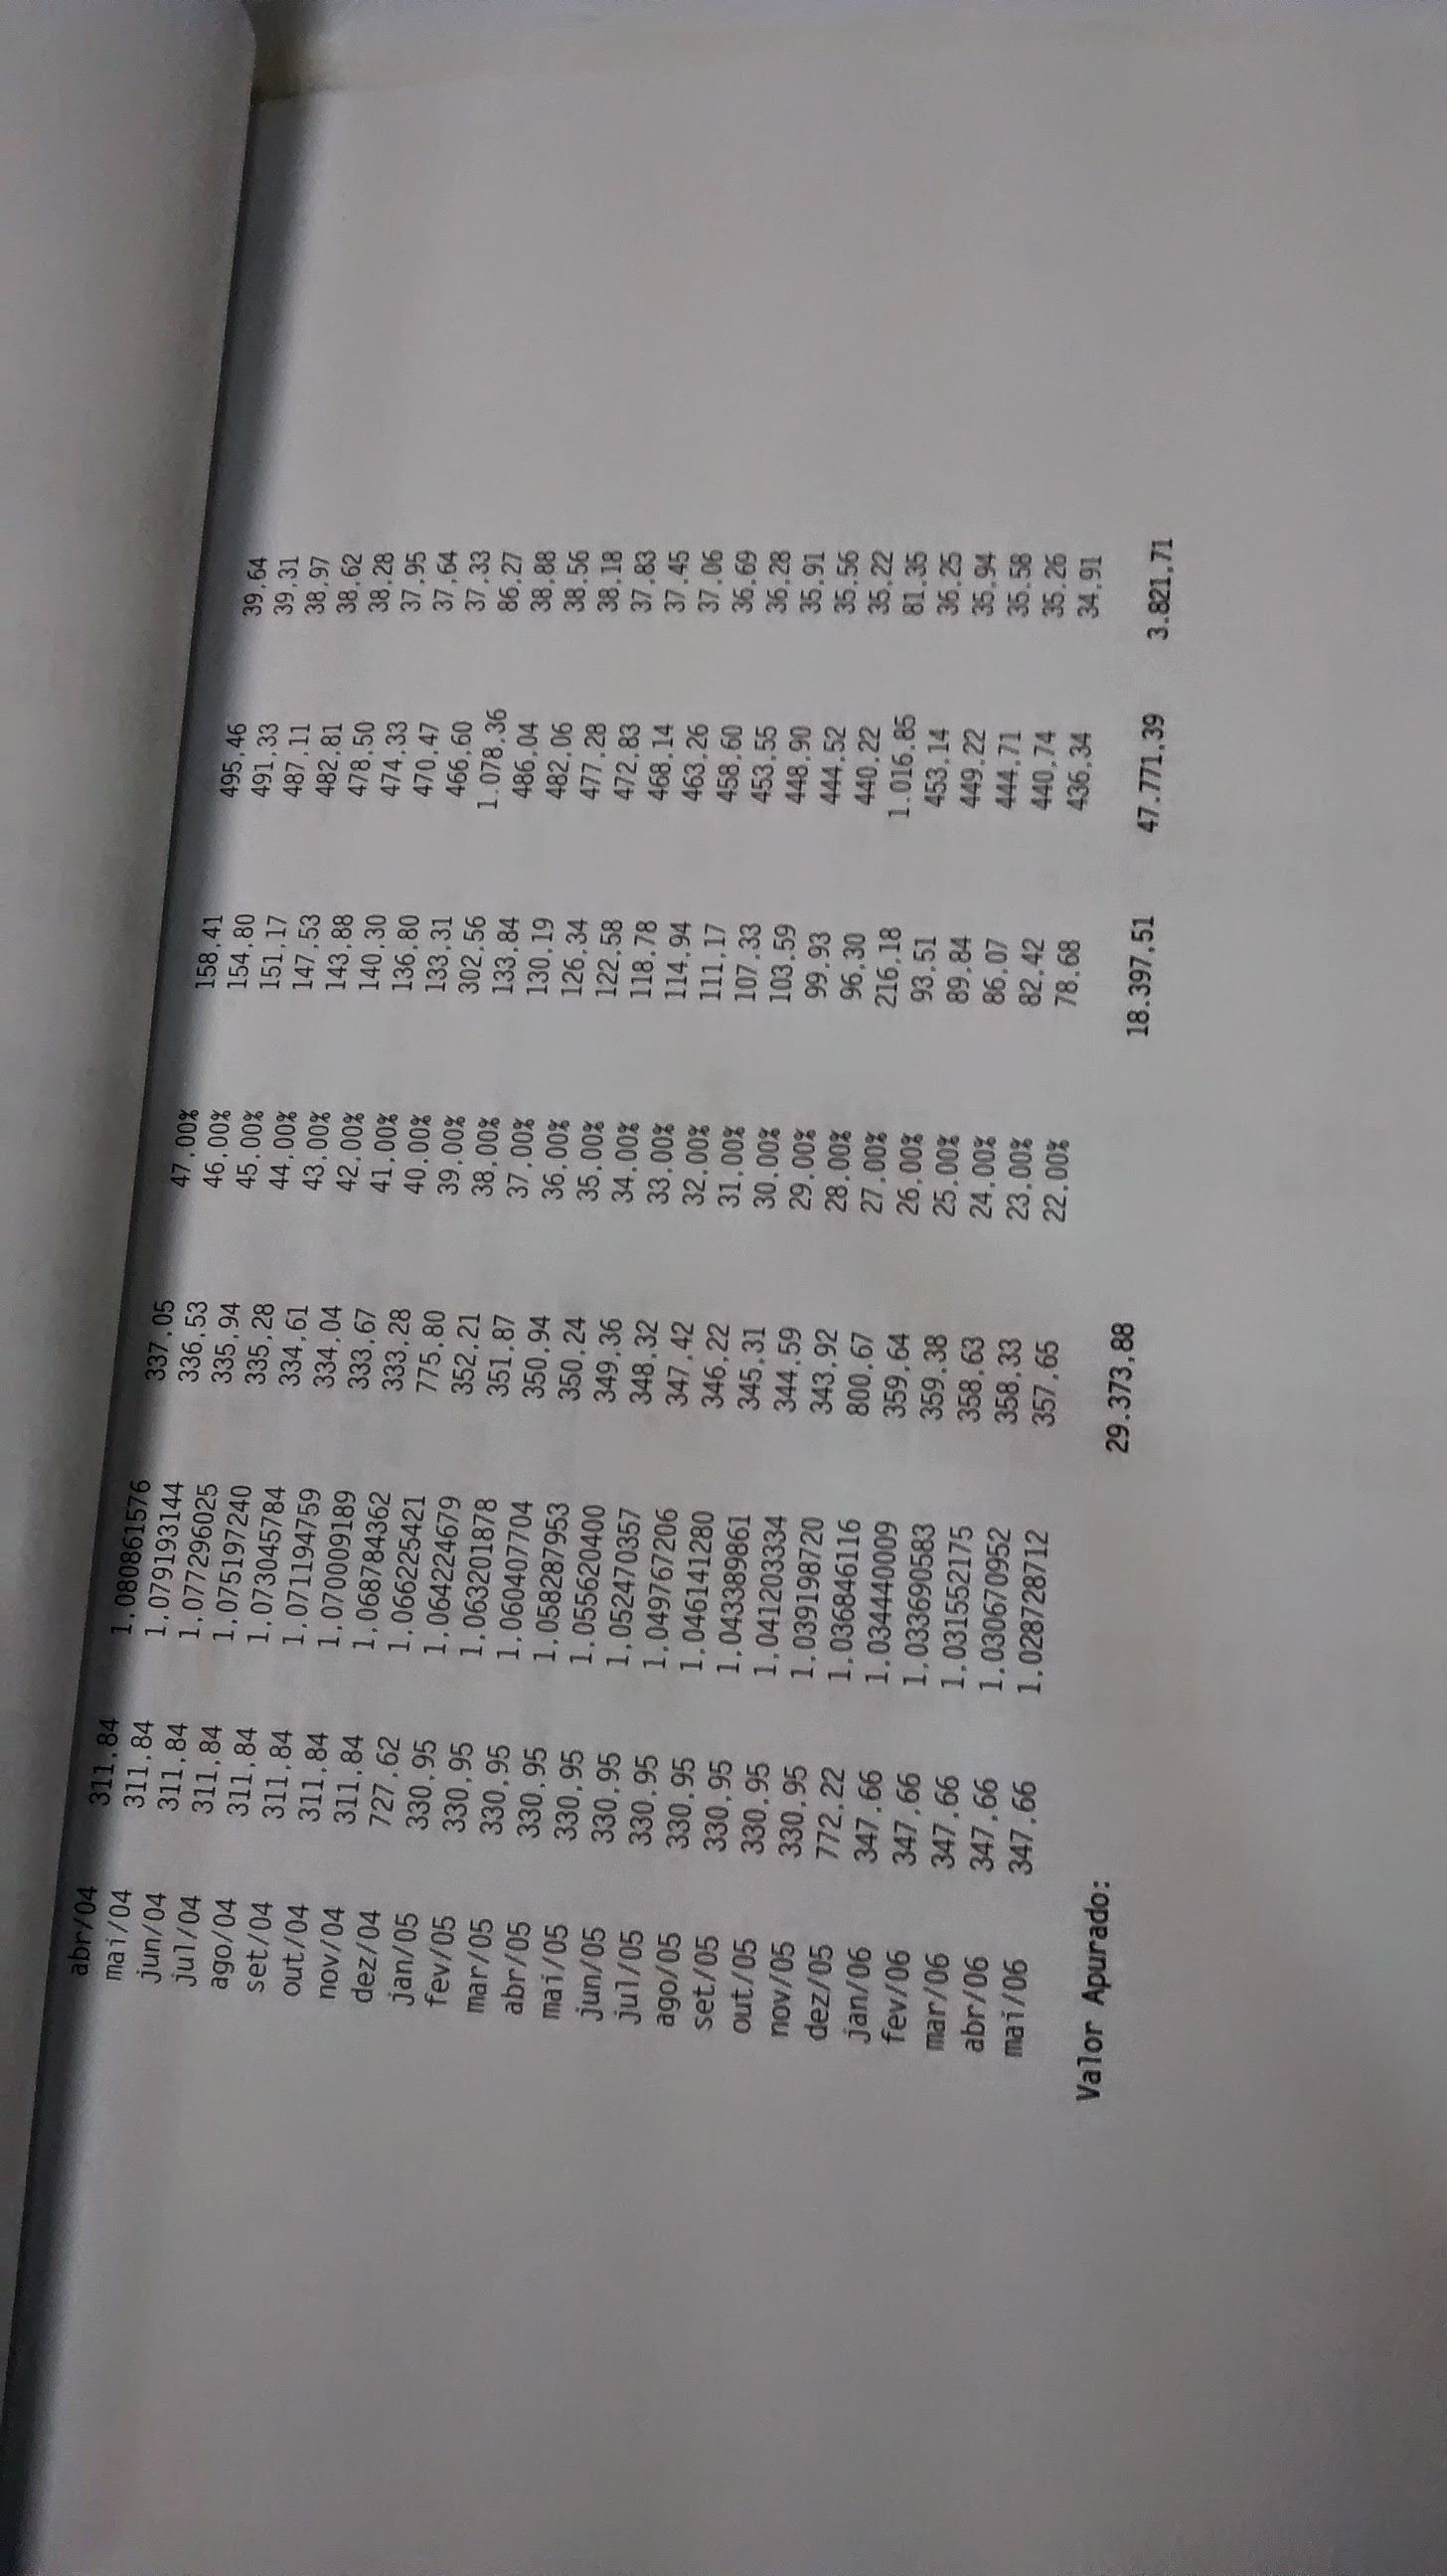 abr/04 311,84 1,080861576 337,05 47,00% 158,41 495,46 39,64
mai/04 311,84 1,079193144 336,53 46,00% 154,80 491,33 39,31
jun/04 311,84 1,077296025 335,94 45,00% 151,17 487,11 38,97
jul/04 311,84 1,075197240 335,28 44,00% 147,53 482,81 38,62
ago/04 311,84 1,073045784 334,61 43,00% 143,88 478,50 38,28
set/04 311,84 1,071194759 334,04 42,00% 140,30 474,33 37,95
out/04 311,84 1,070009189 333,67 41,00% 136,80 470,47 37,64
nov/04 311,84 1,068784362 333,28 40,00% 133,31 466,60 37,33
dez/04 727,62 1,066225421 775,80 39,00% 302,56 1.078,36 86,27
jan/05 330,95 1,064224679 352,21 38,00% 133,84 486,04 38,88
fev/05 330,95 1,063201878 351,87 37,00% 130,19 482,06 38,56
mar/05 330,95 1,060407704 350,94 36,00% 126,34 477,28 38,18
abr/05 330,95 1,058287953 350,24 35,00% 122,58 472,83 37,83
mai/05 330,95 1,055620400 349,36 34,00% 118,78 468,14 37,45
jun/05 330,95 1,052470357 348,32 33,00% 114,94 463,26 37,06
jul/05 330,95 1,049767206 347,42 32,00% 111,17 458,60 36,69
ago/05 330,95 1,046141280 346,22 31,00% 107,33 453,55 36,28
set/05 330,95 1,043389861 345,31 30,00% 103,59 448,90 35,91
out/05 330,95 1,041203334 344,59 29,00% 99,93 444,52 35,56
nov/05 330,95 1,039198720 343,92 28,00% 96,30 440,22 35,22
dez/05 772,22 1,036846116 800,67 27,00% 216,18 1.016,85 81,35
jan/06 347,66 1,034440009 359,64 26,00% 93,51 453,14 36,25
fev/06 347,66 1,033690583 359,38 25,00% 89,84 449,22 35,94
mar/06 347,66 1,031552175 358,63 24,00% 86,07 444,71 35,58
abr/06 347,66 1,030670952 358,33 23,00% 82,42 440,74 35,26
mai/06 347,66 1,028728712 357,65 22,00% 78,68 436,34 34,91
Valor Apurado: 29.373,88 18.397,51 47.771,39 3.821,71